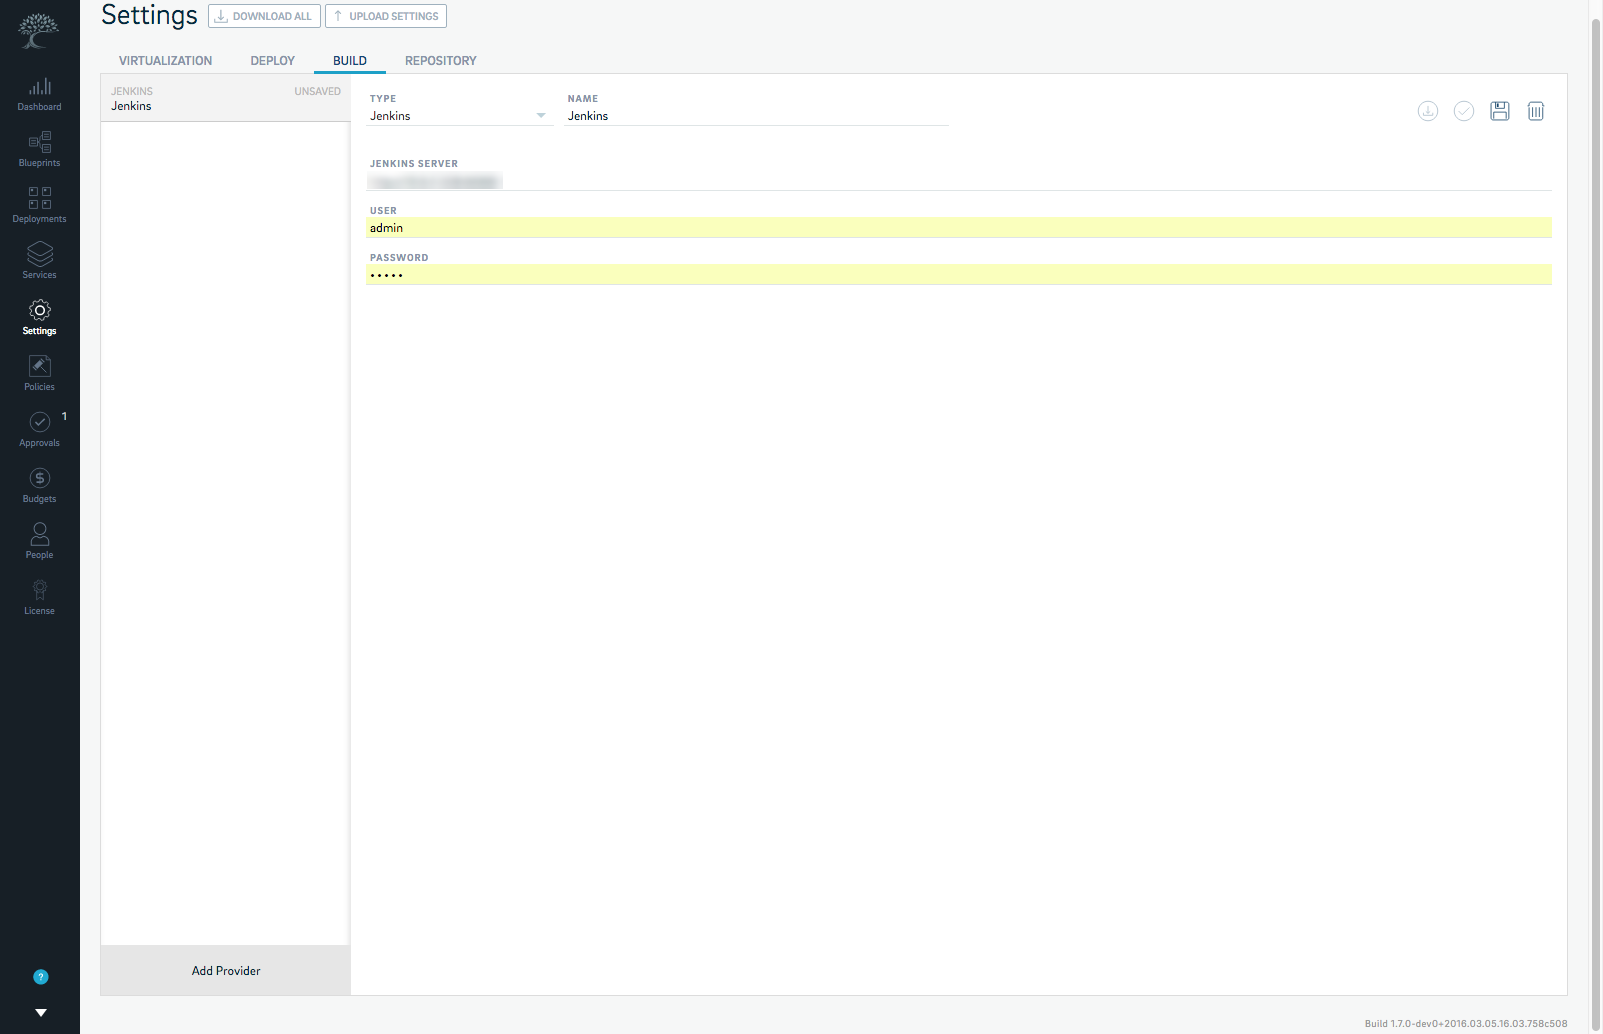 Settings
DOWNLOAD ALL
UPLOAD SETTINGS
VIRTUALIZATION
DEPLOY
BUILD
REPOSITORY
Dashboard
Blueprints
Deployments
Services
Settings
Policies
1
Approvals
$
Budgets
People
License
?
JENKINS
UNSAVED
Jenkins
Add Provider
TYPE
Jenkins
NAME
Jenkins
JENKINS SERVER
USER
admin
PASSWORD
•••••
Build 1.7.0-dev0+2016.03.05.16.03.758c508